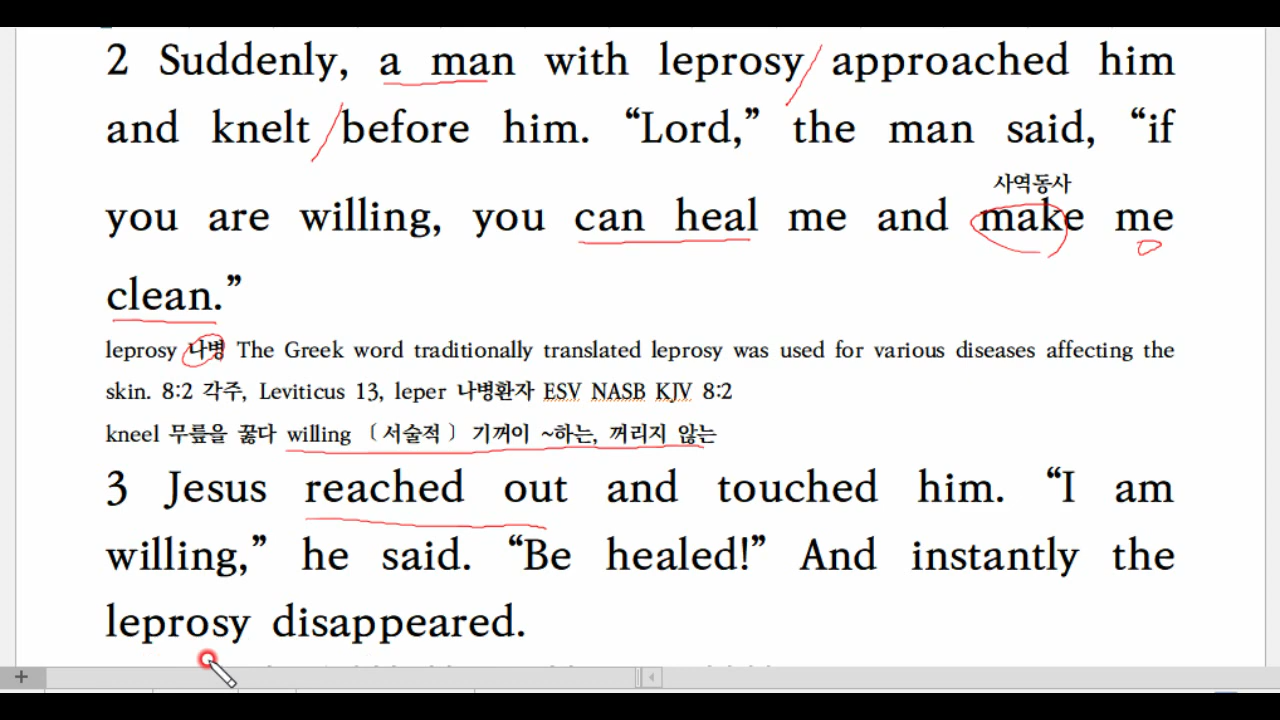 2 Suddenly, a man with leprosy approached him
and knelt before him. “Lord,” the man said, “if
사역동사
you are willing, you can heal me and make me
clean.”
leprosy 나병 The Greek word traditionally translated leprosy was used for various diseases affecting the
skin. 8:2 각주, Leviticus 13, leper 나병환자 ESV NASB KJV 8:2
kneel 무릎을 꿇다 willing 〔서술적〕 기꺼이 ~하는, 꺼리지 않는
3 Jesus reached out and touched him. “I am
willing,” he said. “Be healed!” And instantly the
leprosy disappeared.